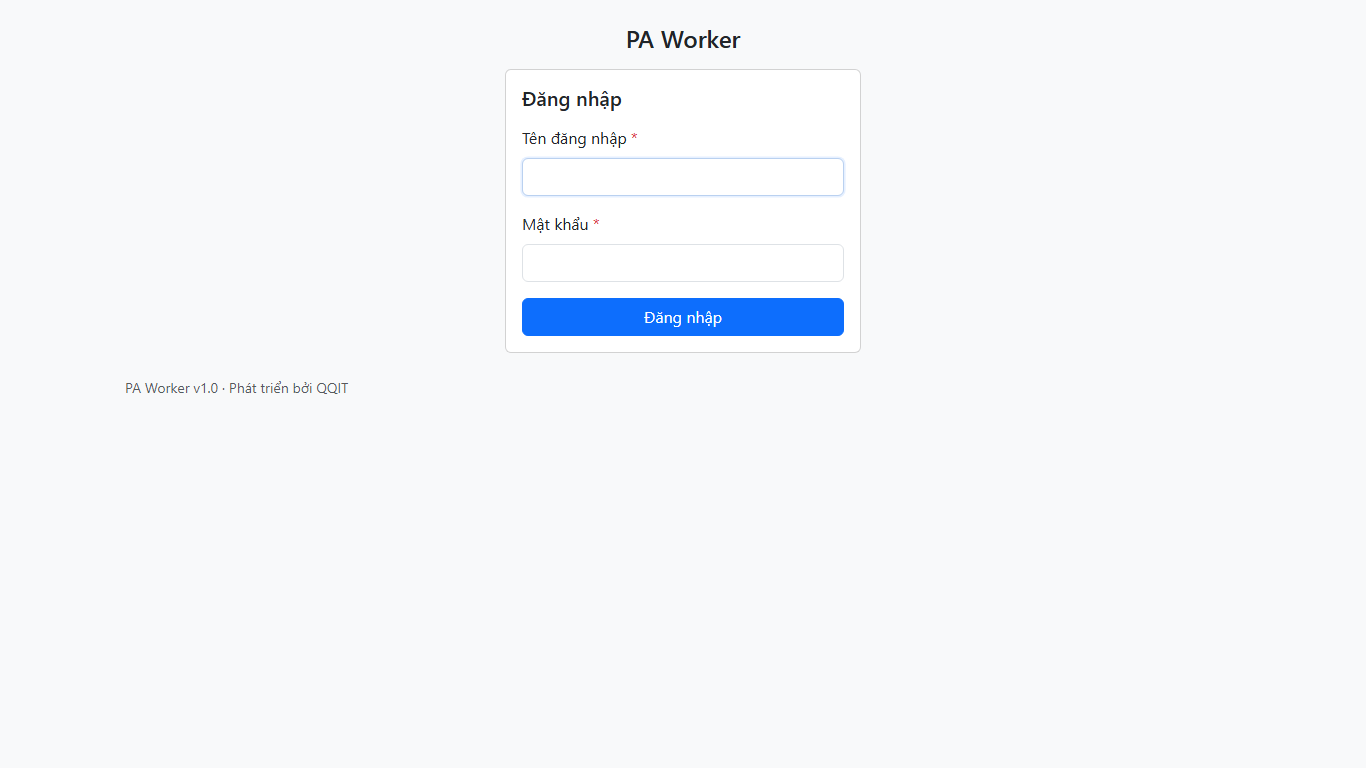 PA Worker
Đăng nhập
Tên đăng nhập *
Mật khẩu *
Đăng nhập
PA Worker v1.0 · Phát triển bởi QQIT